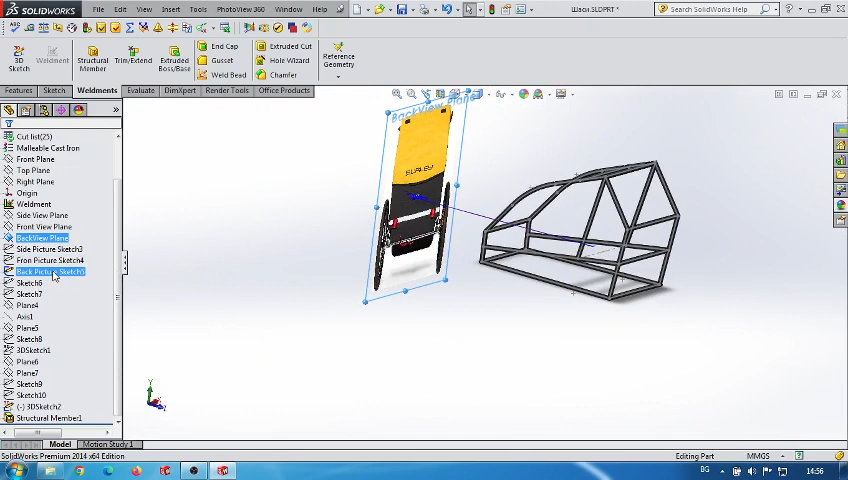 SOLIDWORKS
File Edit View Insert Tools PhotoView 360 Window Help
Шаси.SLDPRT *
Search SolidWorks Help
3D Sketch
Weldment
Structural Member
Trim/Extend
Extruded Boss/Base
End Cap
Gusset
Weld Bead
Extruded Cut
Hole Wizard
Chamfer
Reference Geometry
Features Sketch Weldments Evaluate DimXpert Render Tools Office Products
Cut list(25)
Malleable Cast Iron
Front Plane
Top Plane
Right Plane
Origin
Weldment
Side View Plane
Front View Plane
BackView Plane
Side Picture Sketch3
Fron Picture Sketch4
Back Picture Sketch5
Sketch6
Sketch7
Plane4
Axis1
Plane5
Sketch8
3DSketch1
Plane6
Plane7
Sketch9
Sketch10
(-) 3DSketch2
Structural Member1
BackView Plane
Y
X
Z
Model Motion Study 1
SolidWorks Premium 2014 x64 Edition
Editing Part
MMGS
BG
14:56